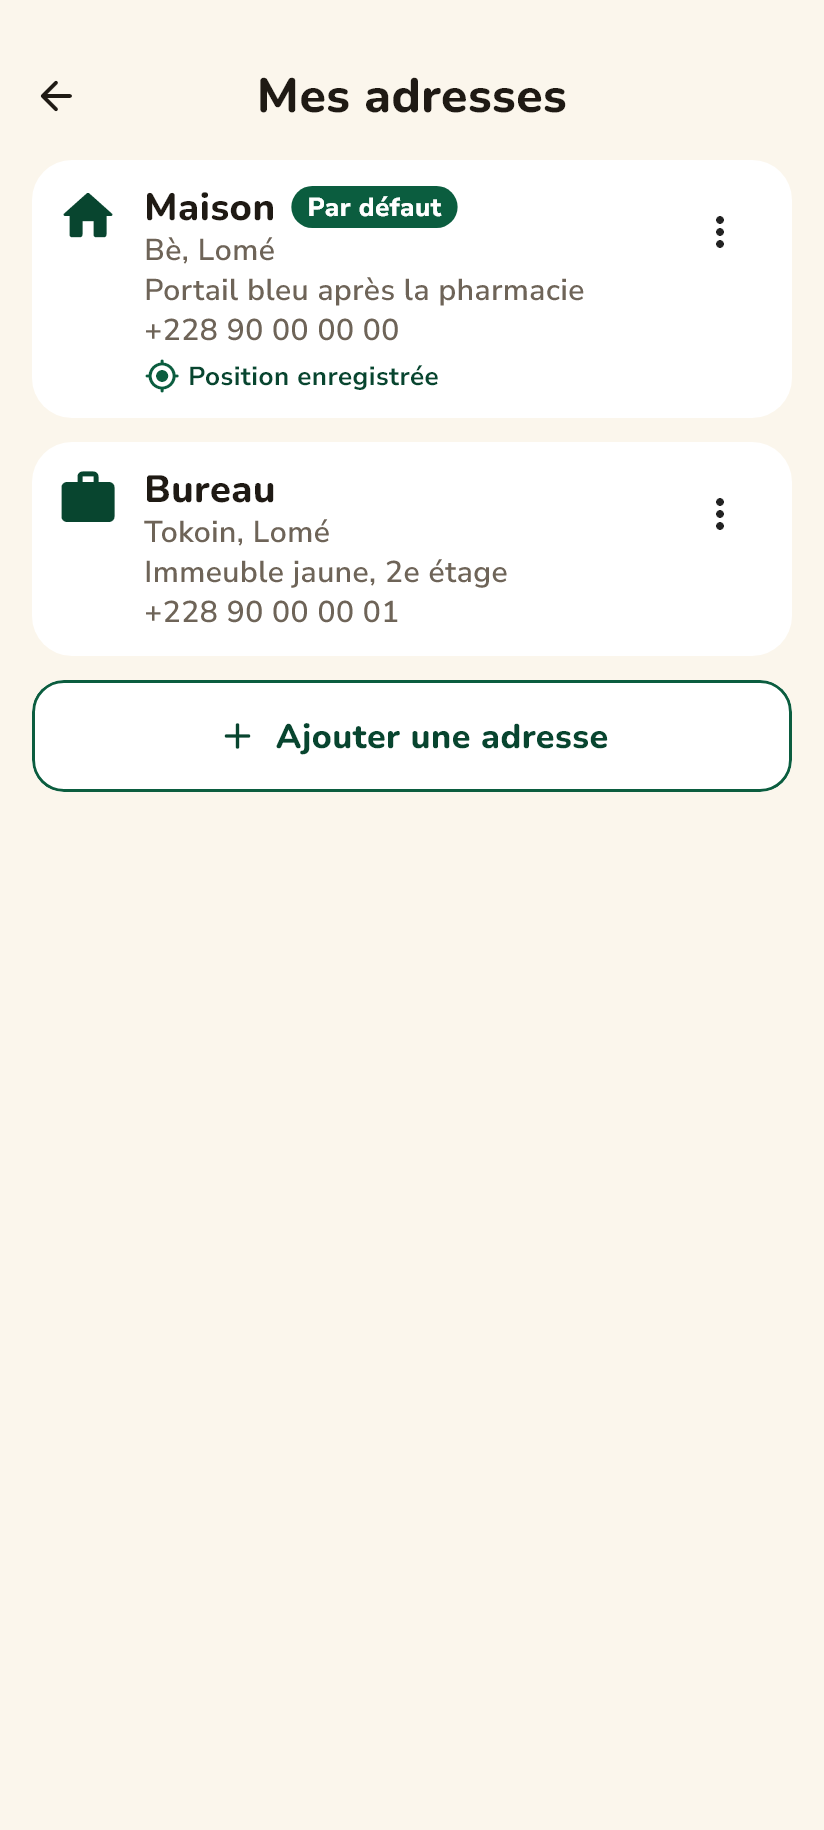 Mes adresses
Maison Par défaut
Bè, Lomé
Portail bleu après la pharmacie
+228 90 00 00 00
Position enregistrée
Bureau
Tokoin, Lomé
Immeuble jaune, 2e étage
+228 90 00 00 01
+ Ajouter une adresse